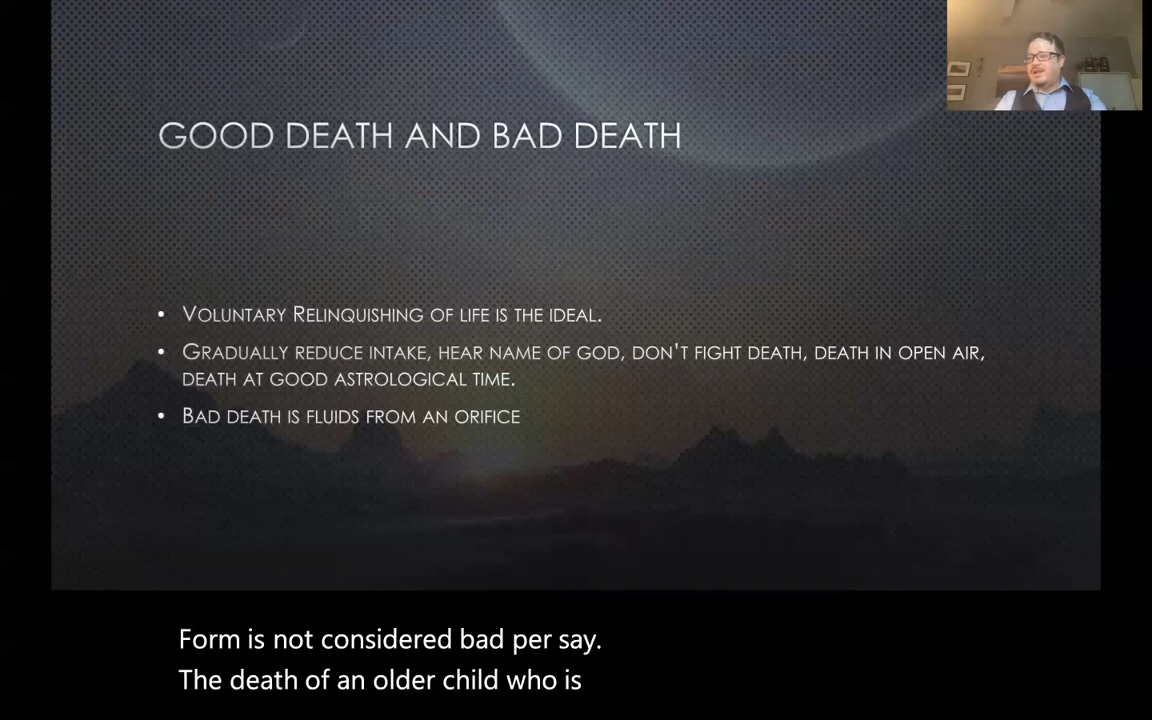 GOOD DEATH AND BAD DEATH
• VOLUNTARY RELINQUISHING OF LIFE IS THE IDEAL.
• GRADUALLY REDUCE INTAKE, HEAR NAME OF GOD, DON'T FIGHT DEATH, DEATH IN OPEN AIR,
DEATH AT GOOD ASTROLOGICAL TIME.
• BAD DEATH IS FLUIDS FROM AN ORIFICE
Form is not considered bad per say.
The death of an older child who is